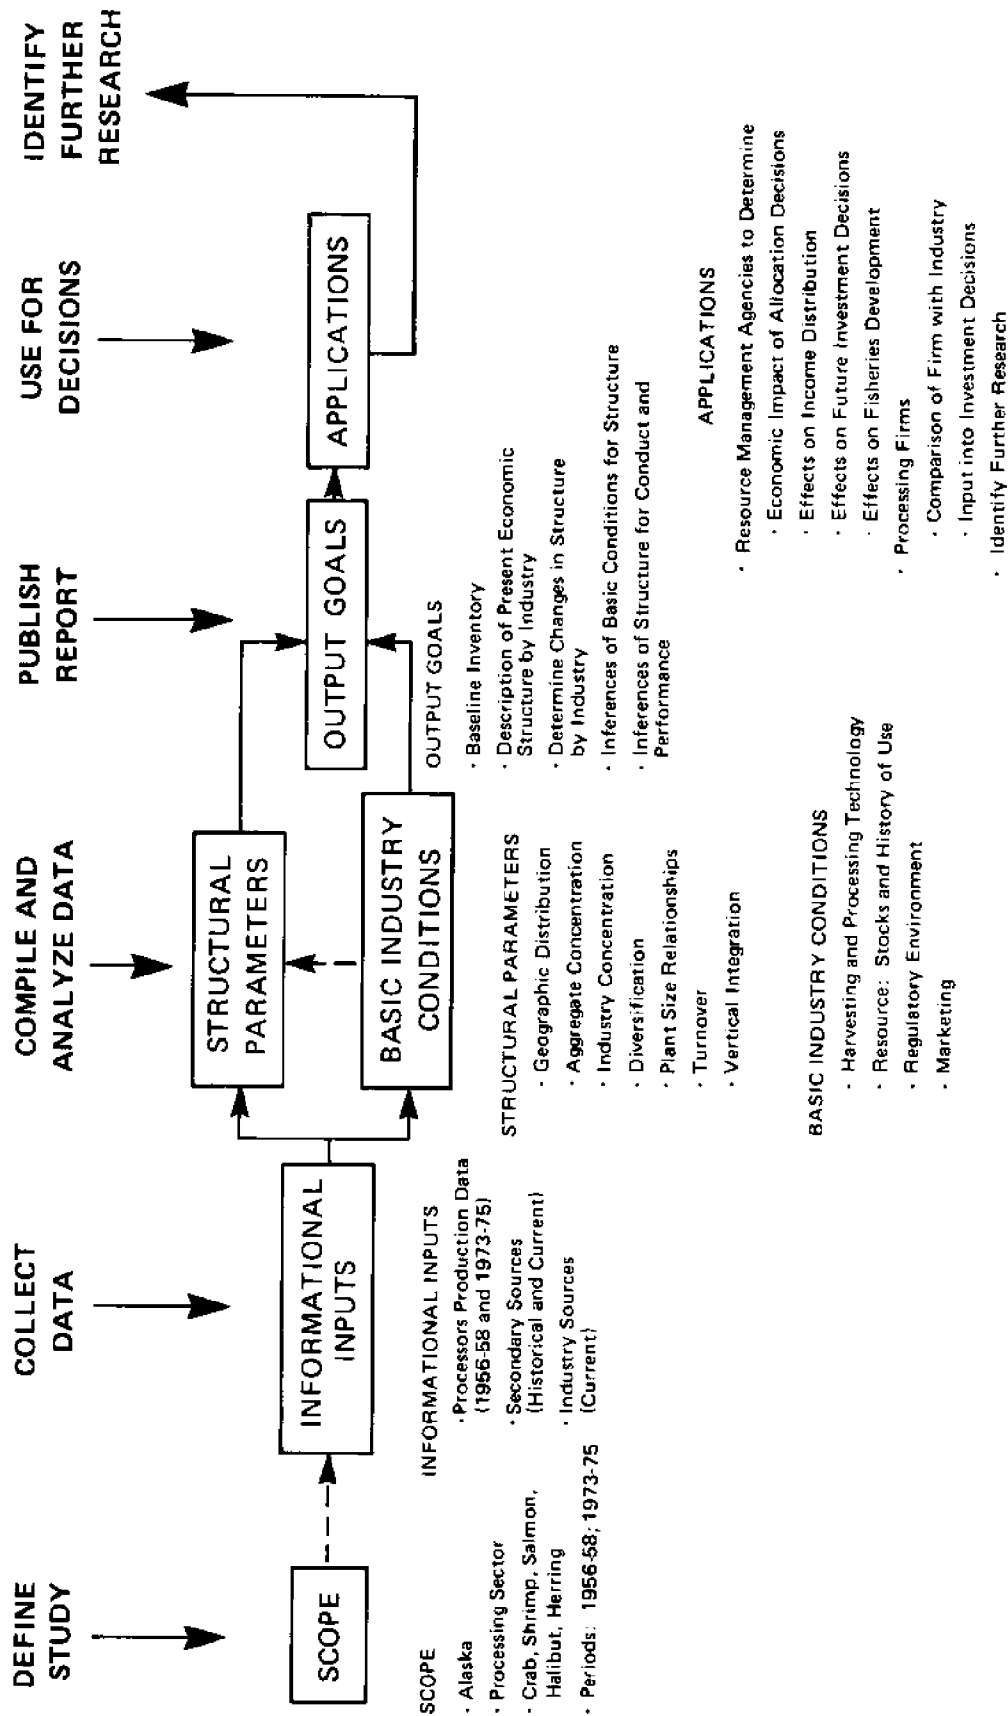 DEFINE
STUDY
COLLECT
DATA
COMPILE AND
ANALYZE DATA
PUBLISH
REPORT
USE FOR
DECISIONS
IDENTIFY
FURTHER
RESEARCH
SCOPE
INFORMATIONAL
INPUTS
STRUCTURAL
PARAMETERS
BASIC INDUSTRY
CONDITIONS
OUTPUT GOALS
APPLICATIONS
SCOPE
· Alaska
· Processing Sector
· Crab, Shrimp, Salmon,
Halibut, Herring
· Periods: 1956-58; 1973-75
INFORMATIONAL INPUTS
· Processors Production Data
(1956-58 and 1973-75)
· Secondary Sources
(Historical and Current)
· Industry Sources
(Current)
STRUCTURAL PARAMETERS
· Geographic Distribution
· Aggregate Concentration
· Industry Concentration
· Diversification
· Plant Size Relationships
· Turnover
· Vertical Integration
BASIC INDUSTRY CONDITIONS
· Harvesting and Processing Technology
· Resource: Stocks and History of Use
· Regulatory Environment
· Marketing
OUTPUT GOALS
· Baseline Inventory
· Description of Present Economic
Structure by Industry
· Determine Changes in Structure
by Industry
· Inferences of Basic Conditions for Structure
· Inferences of Structure for Conduct and
Performance
APPLICATIONS
· Resource Management Agencies to Determine
· Economic Impact of Allocation Decisions
· Effects on Income Distribution
· Effects on Future Investment Decisions
· Effects on Fisheries Development
· Processing Firms
· Comparison of Firm with Industry
· Input into Investment Decisions
· Identify Further Research